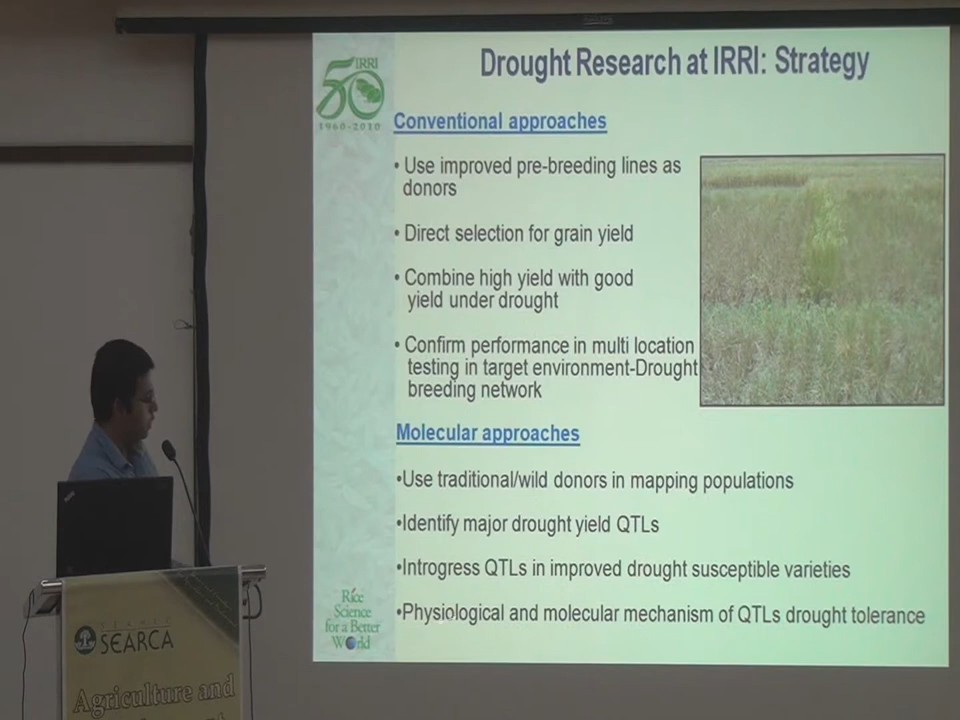 Drought Research at IRRI: Strategy
IRRI
50
1960-2010
Conventional approaches
• Use improved pre-breeding lines as
donors
• Direct selection for grain yield
• Combine high yield with good
yield under drought
• Confirm performance in multi location
testing in target environment-Drought
breeding network
Molecular approaches
•Use traditional/wild donors in mapping populations
•Identify major drought yield QTLs
•Introgress QTLs in improved drought susceptible varieties
•Physiological and molecular mechanism of QTLs drought tolerance
Rice
Science
for a Better
World
SEARCA
Agriculture and